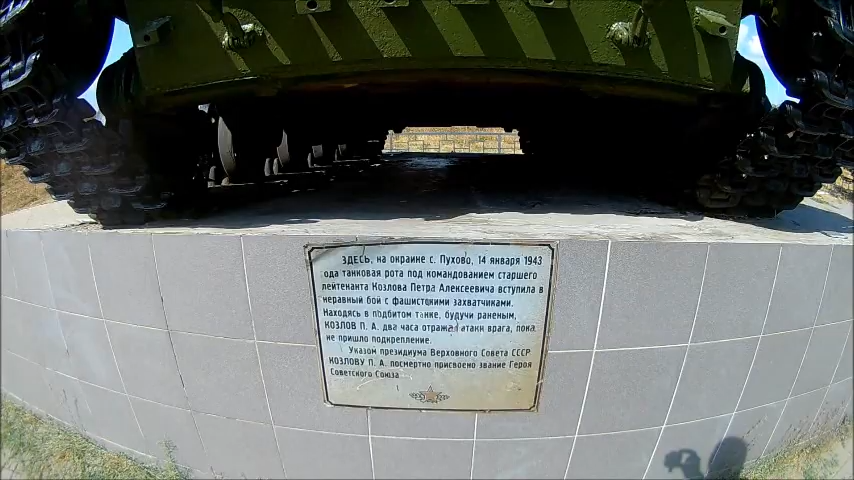 ЗДЕСЬ, на окраине с. Пухово, 14 января 1943
ода танковая рота под командованием старшего
лейтенанта Козлова Петра Алексеевича вступила в
неравный бой с фашистскими захватчиками.
Находясь в подбитом танке, будучи раненым,
КОЗЛОВ П. А. два часа отражал атаки врага, пока
не пришло подкрепление.
Указом президиума Верховного Совета СССР
КОЗЛОВУ П. А. посмертно присвоено звание Героя
Советского Союза.